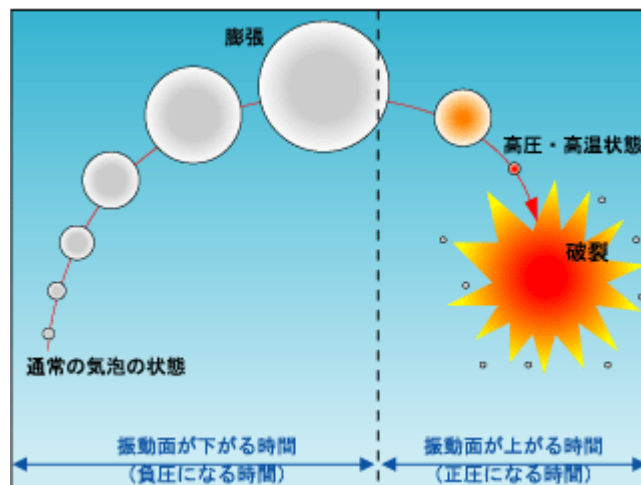 膨張
高圧・高温状態
破裂
通常の気泡の状態
振動面が下がる時間
(負圧になる時間)
振動面が上がる時間
(正圧になる時間)